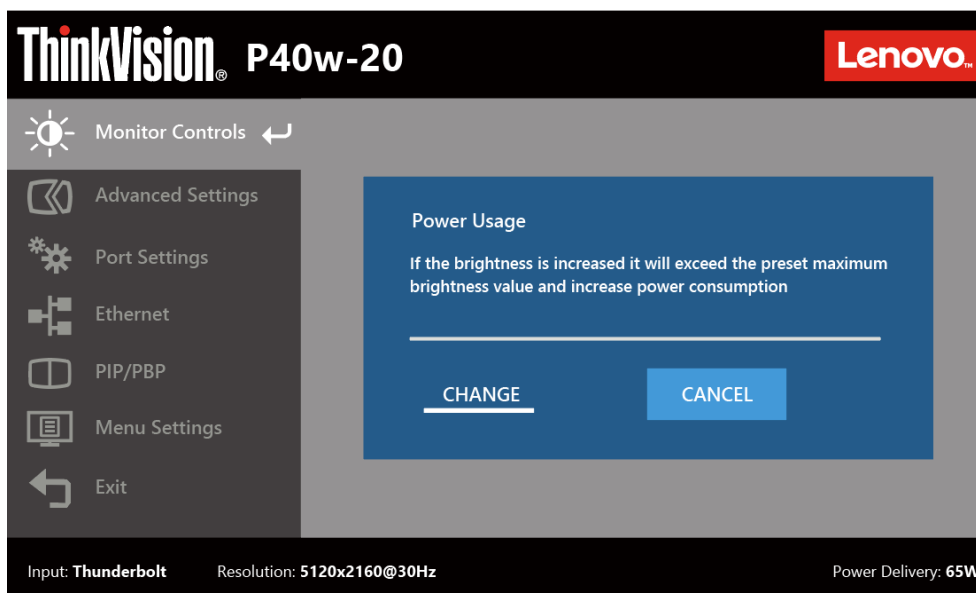 ThinkVision® P40w-20
Lenovo™
Monitor Controls
Advanced Settings
Port Settings
Ethernet
PIP/PBP
Menu Settings
Exit
Power Usage
If the brightness is increased it will exceed the preset maximum
brightness value and increase power consumption
CHANGE
CANCEL
Input: Thunderbolt
Resolution: 5120x2160@30Hz
Power Delivery: 65W